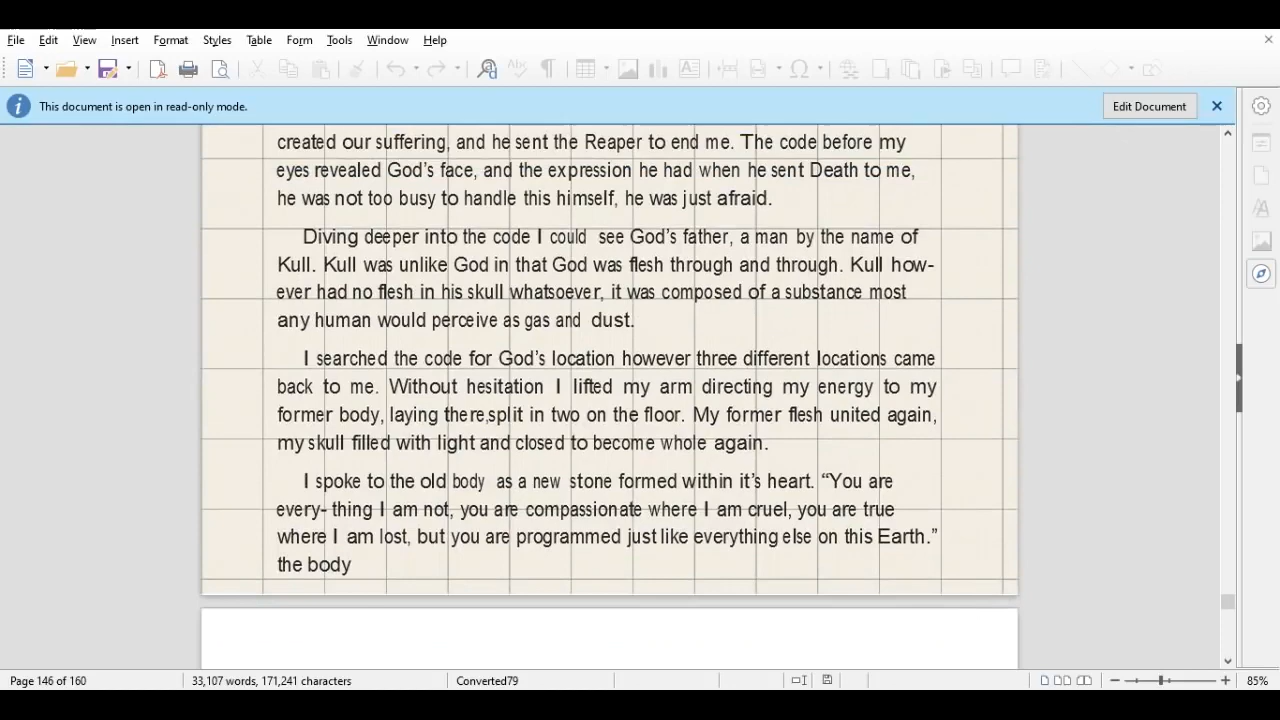 File Edit View Insert Format Styles Table Form Tools Window Help
This document is open in read-only mode.
Edit Document
created our suffering, and he sent the Reaper to end me. The code before my
eyes revealed God's face, and the expression he had when he sent Death to me,
he was not too busy to handle this himself, he was just afraid.
Diving deeper into the code I could see God's father, a man by the name of
Kull. Kull was unlike God in that God was flesh through and through. Kull how-
ever had no flesh in his skull whatsoever, it was composed of a substance most
any human would perceive as gas and dust.
I searched the code for God's location however three different locations came
back to me. Without hesitation I lifted my arm directing my energy to my
former body, laying there,split in two on the floor. My former flesh united again,
my skull filled with light and closed to become whole again.
I spoke to the old body as a new stone formed within it's heart. “You are
every- thing I am not, you are compassionate where I am cruel, you are true
where I am lost, but you are programmed just like everything else on this Earth.”
the body
Page 146 of 160
33,107 words, 171,241 characters
Converted79
85%